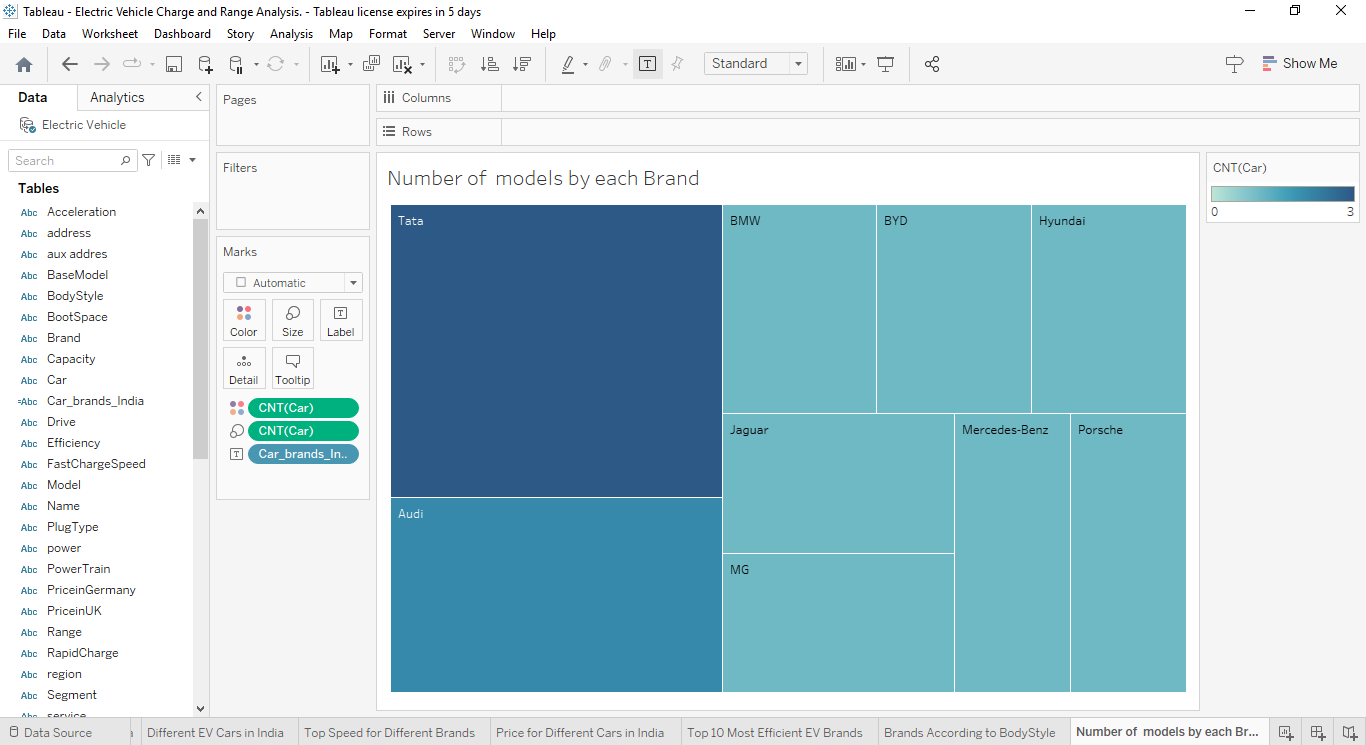 Tableau - Electric Vehicle Charge and Range Analysis. - Tableau license expires in 5 days
File Data Worksheet Dashboard Story Analysis Map Format Server Window Help
Standard
Show Me
Data Analytics
Electric Vehicle
Search
Tables
Abc Acceleration
Abc address
Abc aux addres
Abc BaseModel
Abc BodyStyle
Abc BootSpace
Abc Brand
Abc Capacity
Abc Car
=Abc Car_brands_India
Abc Drive
Abc Efficiency
Abc FastChargeSpeed
Abc Model
Abc Name
Abc PlugType
Abc power
Abc PowerTrain
Abc PriceinGermany
Abc PriceinUK
Abc Range
Abc RapidCharge
Abc region
Abc Segment
Abc service
Pages
Filters
Marks
Automatic
Color Size Label
Detail Tooltip
CNT(Car)
CNT(Car)
Car_brands_In..
Columns
Rows
Number of models by each Brand
Tata
BMW
BYD
Hyundai
Jaguar
Mercedes-Benz
Porsche
Audi
MG
CNT(Car)
0 3
Data Source
Different EV Cars in India
Top Speed for Different Brands
Price for Different Cars in India
Top 10 Most Efficient EV Brands
Brands According to BodyStyle
Number of models by each Br...